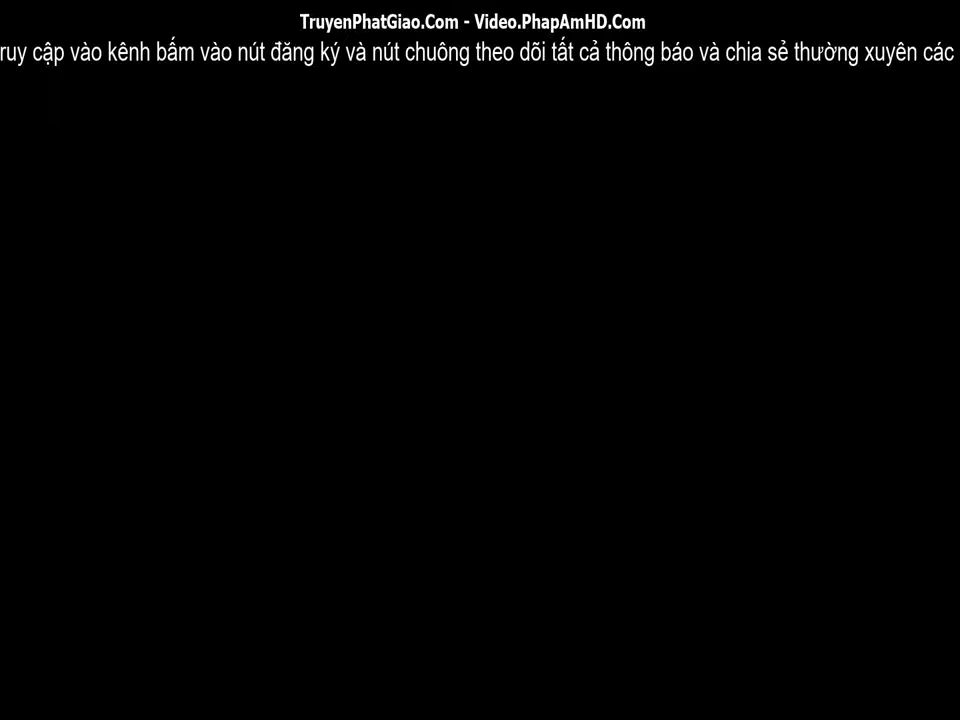 TruyenPhatGiao.Com - Video.PhapAmHD.Com
ruy cập vào kênh bấm vào nút đăng ký và nút chuông theo dõi tất cả thông báo và chia sẻ thường xuyên các